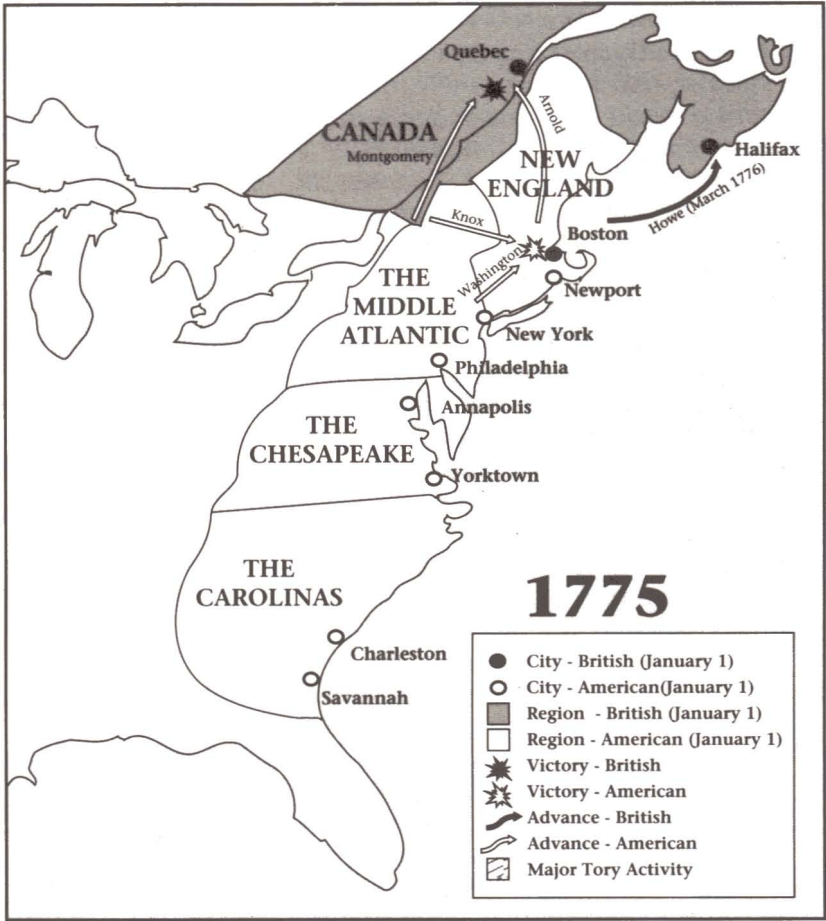 Quebec
CANADA
Montgomery
Arnold
NEW
ENGLAND
Halifax
Howe (March 1776)
Knox
Boston
Washington
Newport
THE
MIDDLE
ATLANTIC
New York
Philadelphia
Annapolis
THE
CHESAPEAKE
Yorktown
THE
CAROLINAS
Charleston
Savannah
1775
City - British (January 1)
City - American(January 1)
Region - British (January 1)
Region - American (January 1)
Victory - British
Victory - American
Advance - British
Advance - American
Major Tory Activity